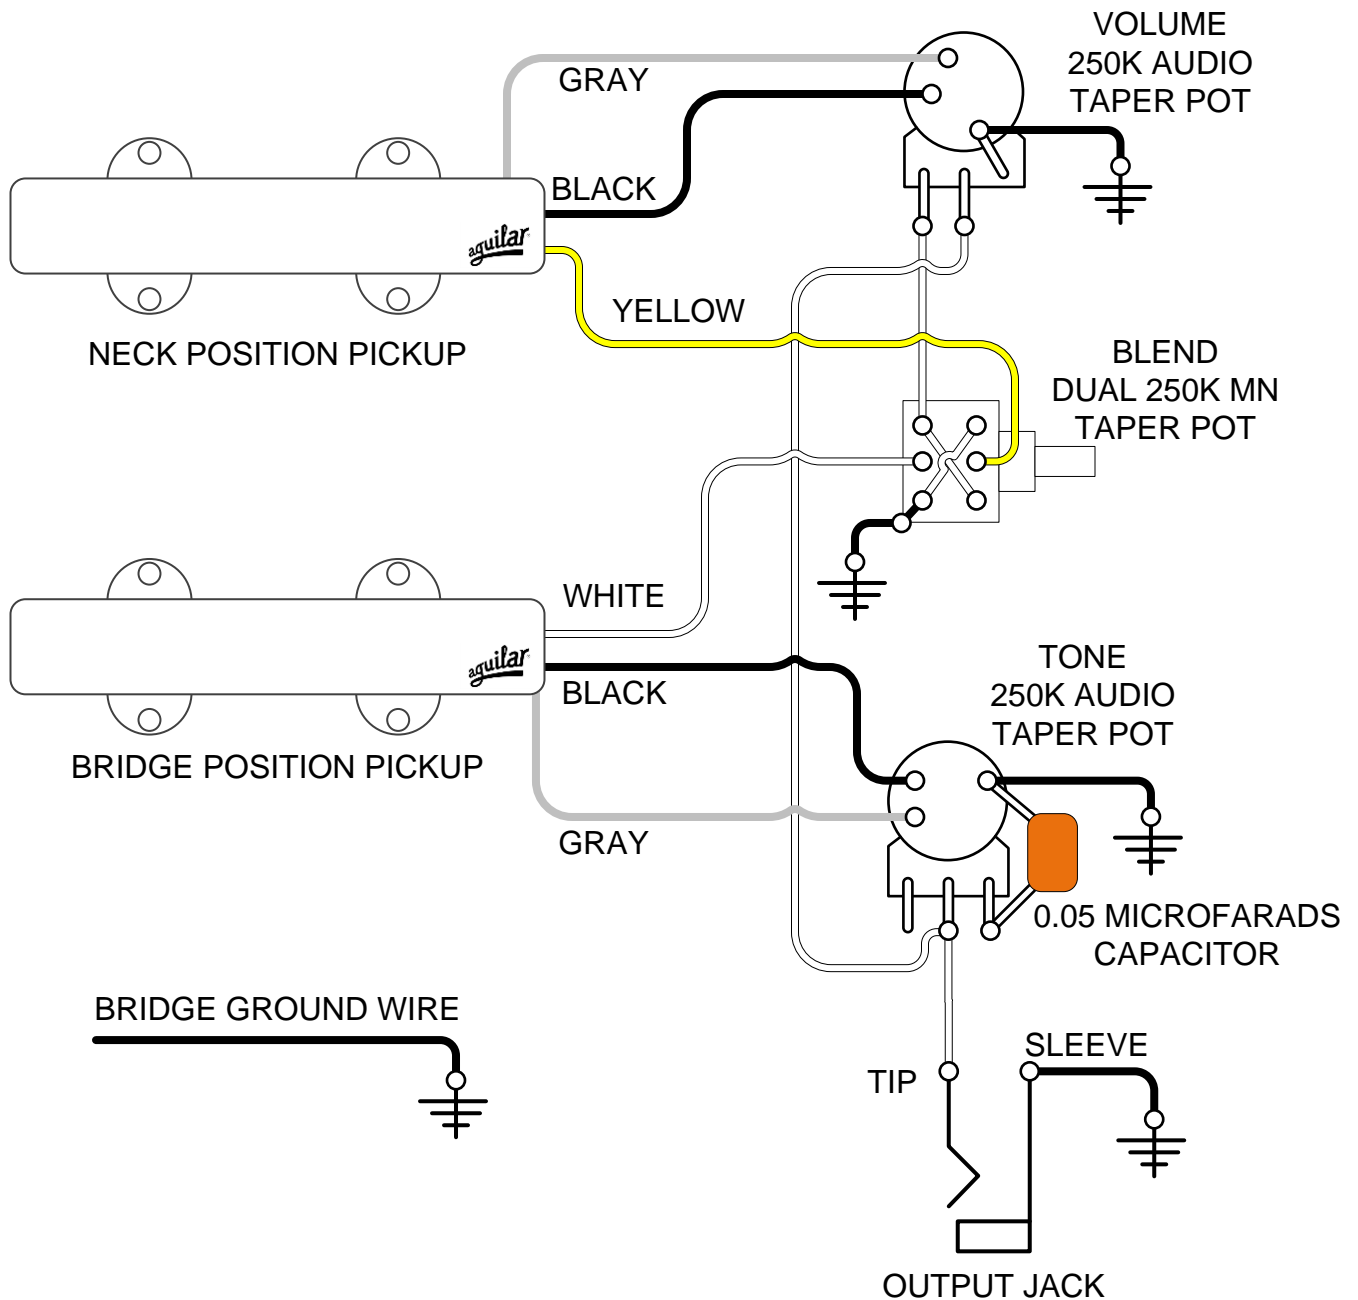 VOLUME
250K AUDIO
TAPER POT
GRAY
BLACK
aguilar
YELLOW
NECK POSITION PICKUP
BLEND
DUAL 250K MN
TAPER POT
WHITE
aguilar
BLACK
TONE
250K AUDIO
TAPER POT
BRIDGE POSITION PICKUP
GRAY
0.05 MICROFARADS
CAPACITOR
BRIDGE GROUND WIRE
SLEEVE
TIP
OUTPUT JACK